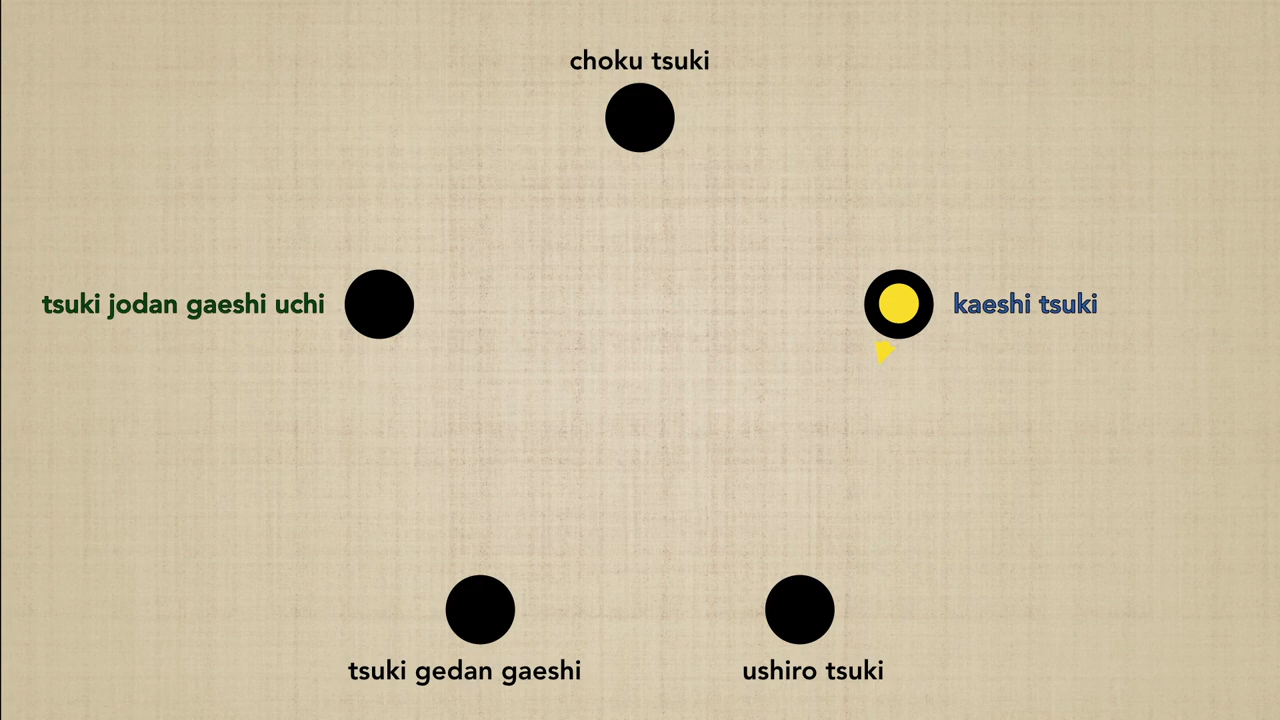 choku tsuki
tsuki jodan gaeshi uchi
kaeshi tsuki
tsuki gedan gaeshi
ushiro tsuki